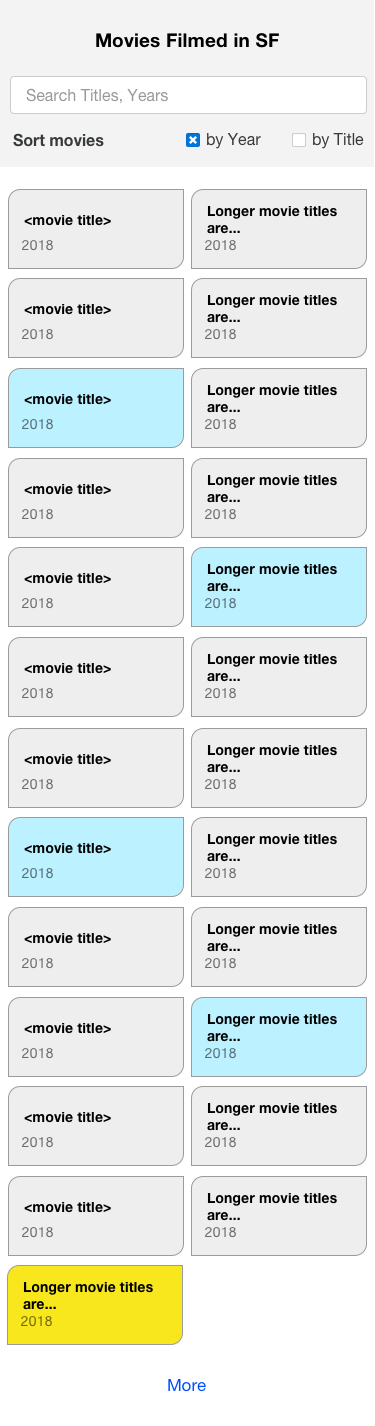 Movies Filmed in SF
Search Titles, Years
Sort movies by Year by Title
<movie title>
2018
Longer movie titles
are...
2018
<movie title>
2018
Longer movie titles
are...
2018
<movie title>
2018
Longer movie titles
are...
2018
<movie title>
2018
Longer movie titles
are...
2018
<movie title>
2018
Longer movie titles
are...
2018
<movie title>
2018
Longer movie titles
are...
2018
<movie title>
2018
Longer movie titles
are...
2018
<movie title>
2018
Longer movie titles
are...
2018
<movie title>
2018
Longer movie titles
are...
2018
<movie title>
2018
Longer movie titles
are...
2018
<movie title>
2018
Longer movie titles
are...
2018
<movie title>
2018
Longer movie titles
are...
2018
Longer movie titles
are...
2018
More